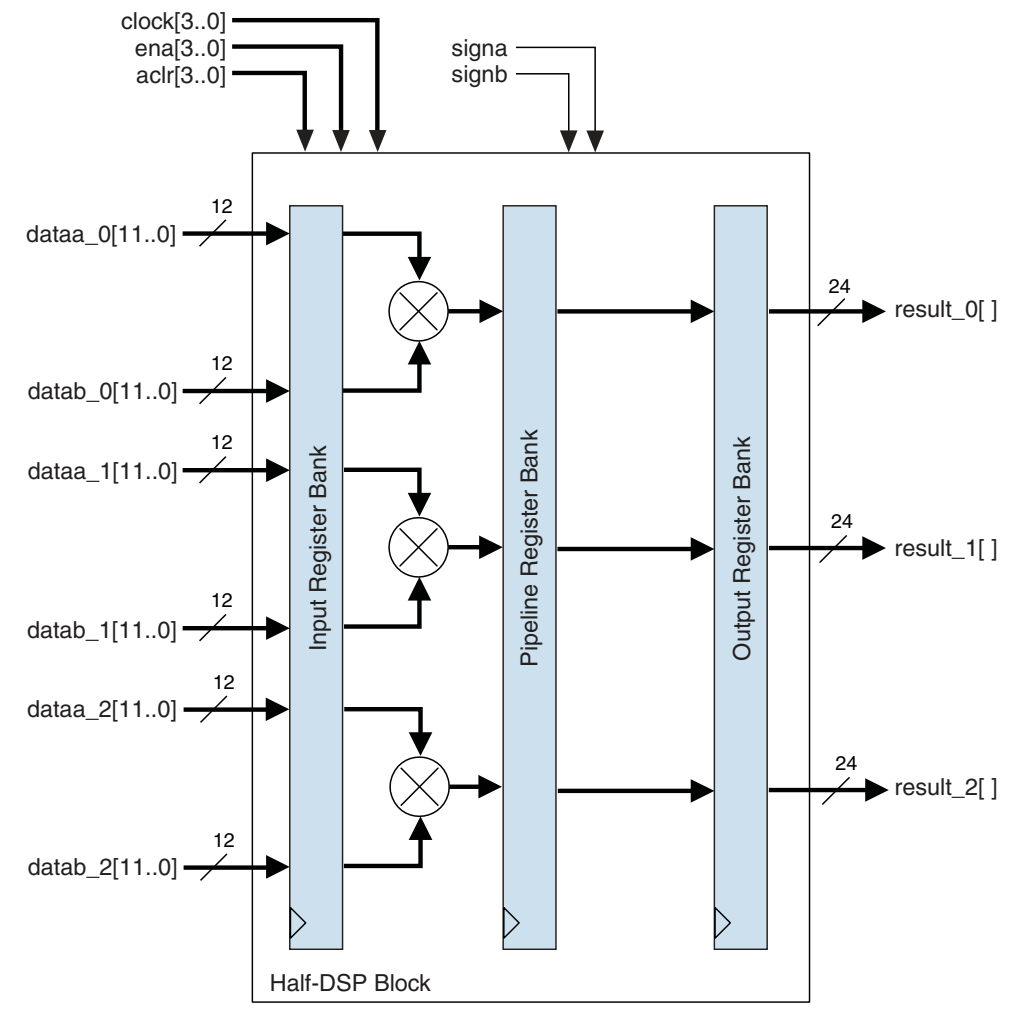 clock[3..0]
ena[3..0]
aclr[3..0]
signa
signb
12
dataa_0[11..0]
24
result_0[ ]
12
datab_0[11..0]
12
dataa_1[11..0]
24
result_1[ ]
12
datab_1[11..0]
12
dataa_2[11..0]
24
result_2[ ]
12
datab_2[11..0]
Input Register Bank
Pipeline Register Bank
Output Register Bank
Half-DSP Block